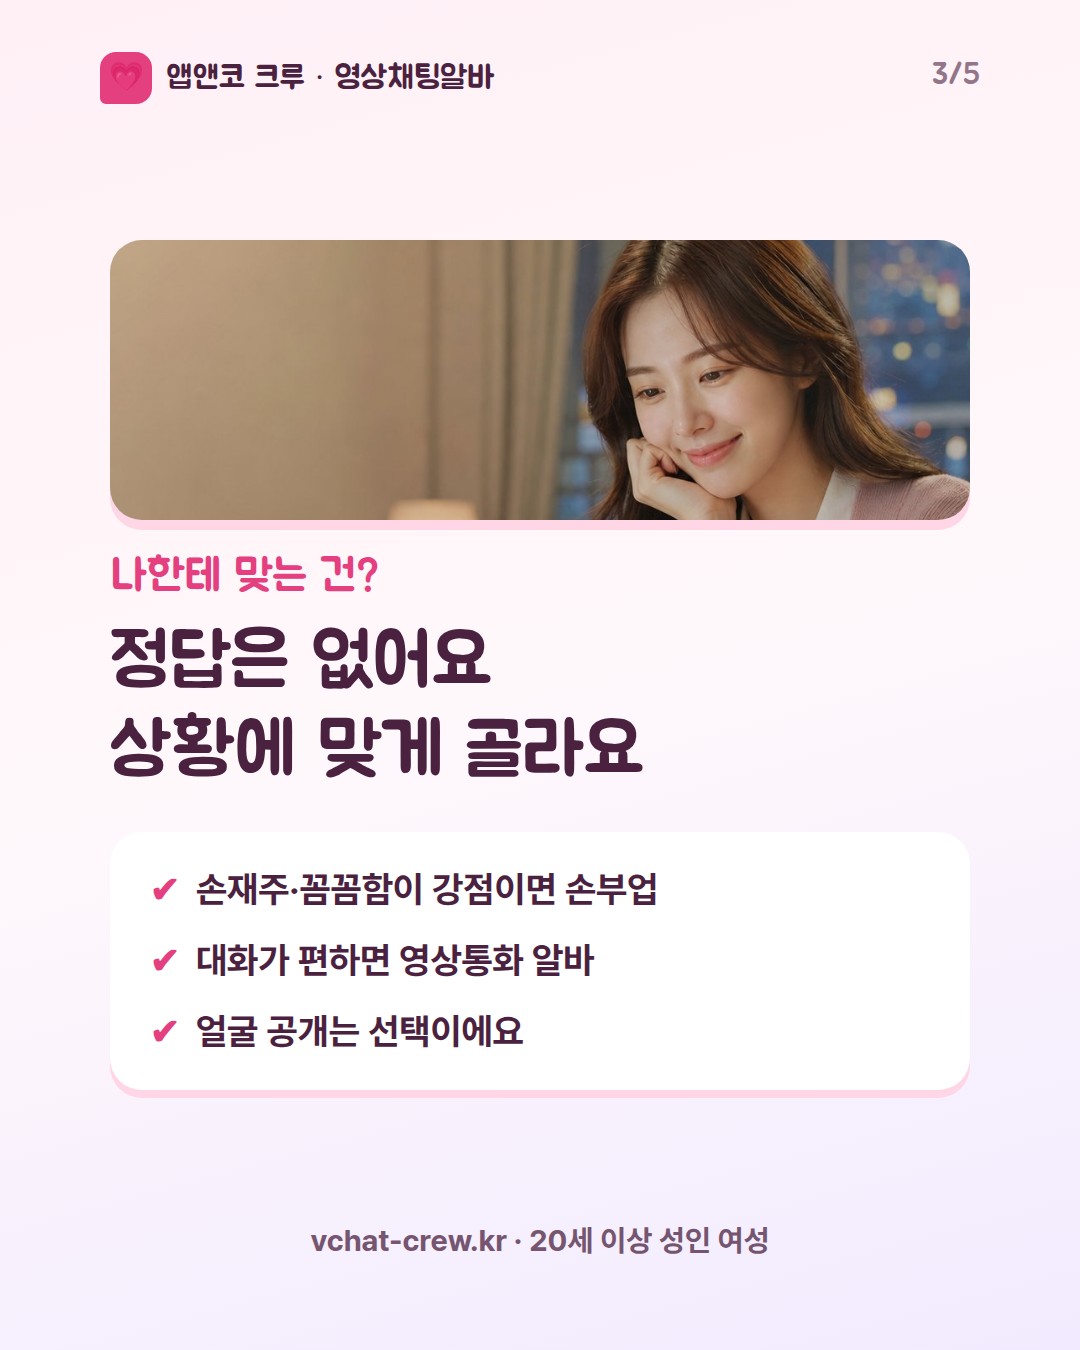 앱앤코 크루 · 영상채팅알바
3/5
나한테 맞는 건?
정답은 없어요
상황에 맞게 골라요
✔ 손재주·꼼꼼함이 강점이면 손부업
✔ 대화가 편하면 영상통화 알바
✔ 얼굴 공개는 선택이에요
vchat-crew.kr · 20세 이상 성인 여성